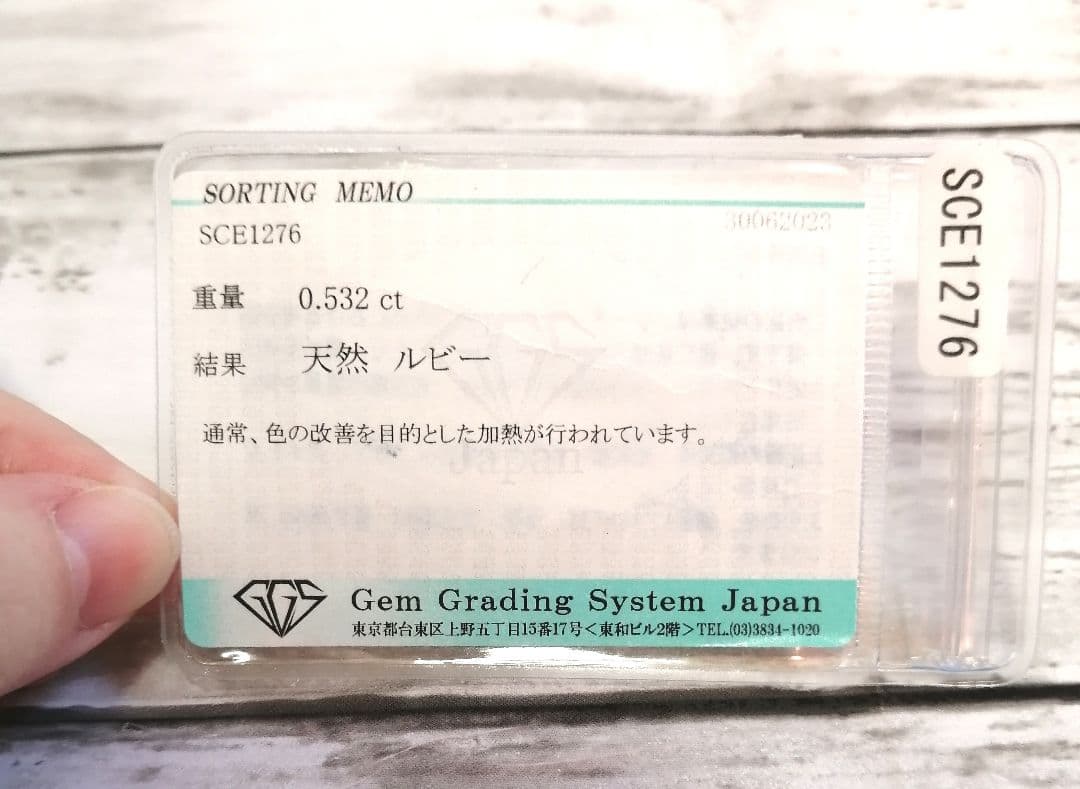 SORTING MEMO
SCE1276
30062023
重量 0.532 ct
結果 天然 ルビー
通常、色の改善を目的とした加熱が行われています。
GGS
Japan
GGS
Gem Grading System Japan
東京都台東区上野五丁目15番17号<東和ビル2階>TEL.(03)3834-1020
SCE1276